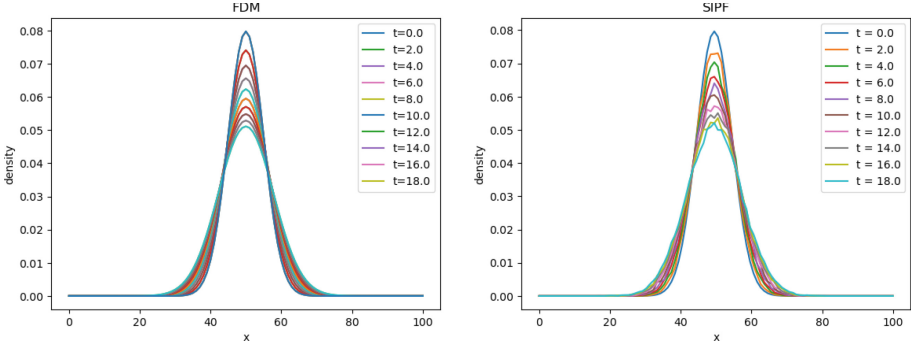 FDM
0.08
0.07
0.06
0.05
0.04
0.03
0.02
0.01
0.00
density
0 20 40 60 80 100
x
t=0.0
t=2.0
t=4.0
t=6.0
t=8.0
t=10.0
t=12.0
t=14.0
t=16.0
t=18.0
SIPF
0.08
0.07
0.06
0.05
0.04
0.03
0.02
0.01
0.00
density
0 20 40 60 80 100
x
t = 0.0
t = 2.0
t = 4.0
t = 6.0
t = 8.0
t = 10.0
t = 12.0
t = 14.0
t = 16.0
t = 18.0